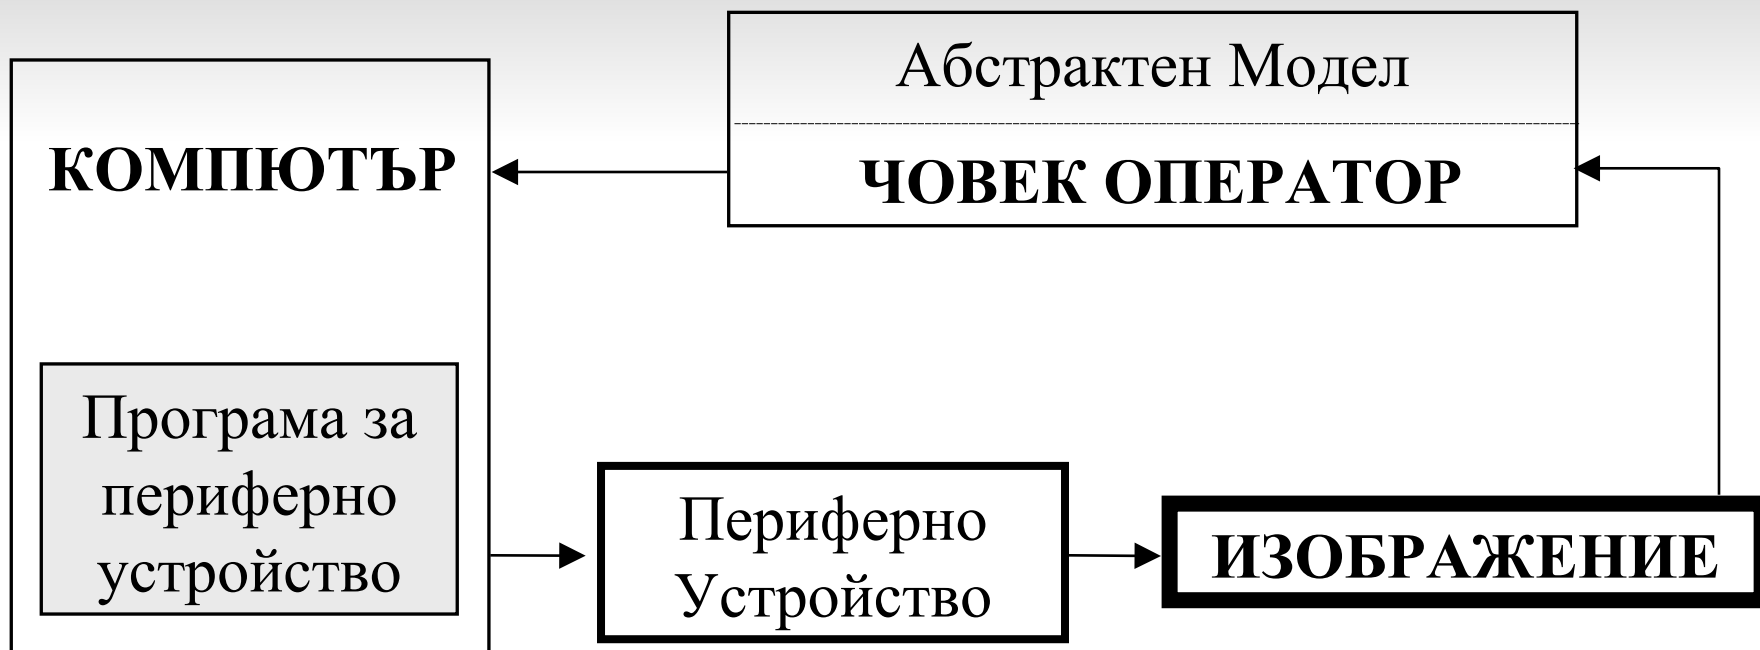 Абстрактен Модел
КОМПЮТЪР
ЧОВЕК ОПЕРАТОР
Програма за
периферно
устройство
Периферно
Устройство
ИЗОБРАЖЕНИЕ